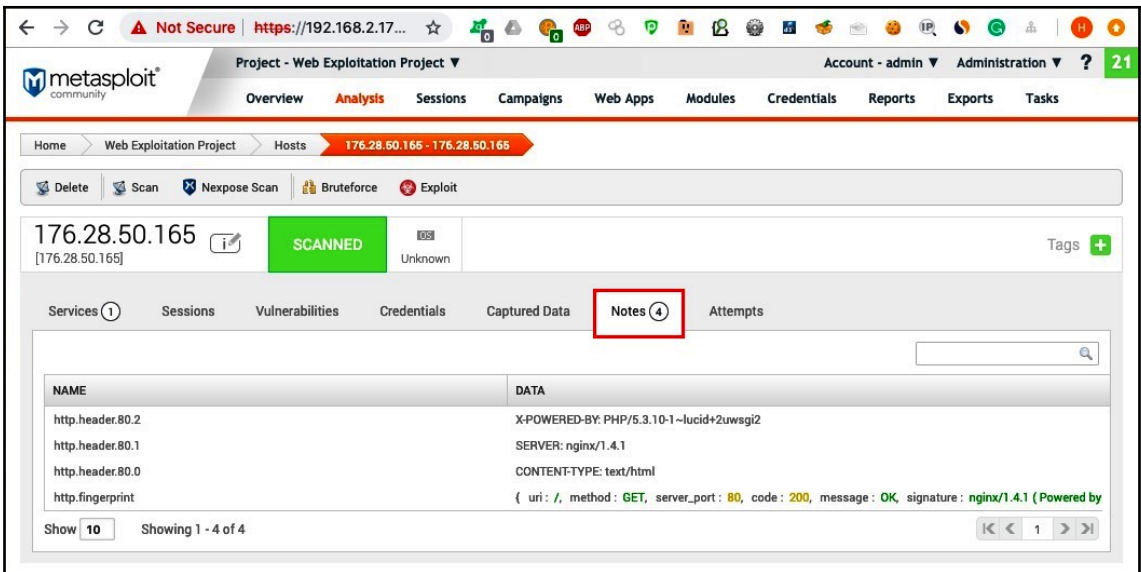 Not Secure https://192.168.2.17...
0 0 ABP IP H
metasploit®
community
Project - Web Exploitation Project ▼ Account - admin ▼ Administration ▼ ? 21
Overview Analysis Sessions Campaigns Web Apps Modules Credentials Reports Exports Tasks
Home Web Exploitation Project Hosts 176.28.50.165 - 176.28.50.165
Delete Scan Nexpose Scan Bruteforce Exploit
176.28.50.165 i SCANNED OS Tags
[176.28.50.165] Unknown
Services 1 Sessions Vulnerabilities Credentials Captured Data Notes 4 Attempts
NAME DATA
http.header.80.2 X-POWERED-BY: PHP/5.3.10-1~lucid+2uwsgi2
http.header.80.1 SERVER: nginx/1.4.1
http.header.80.0 CONTENT-TYPE: text/html
http.fingerprint { uri : /, method : GET, server_port : 80, code : 200, message : OK, signature : nginx/1.4.1 ( Powered by
Show 10 Showing 1 - 4 of 4 1